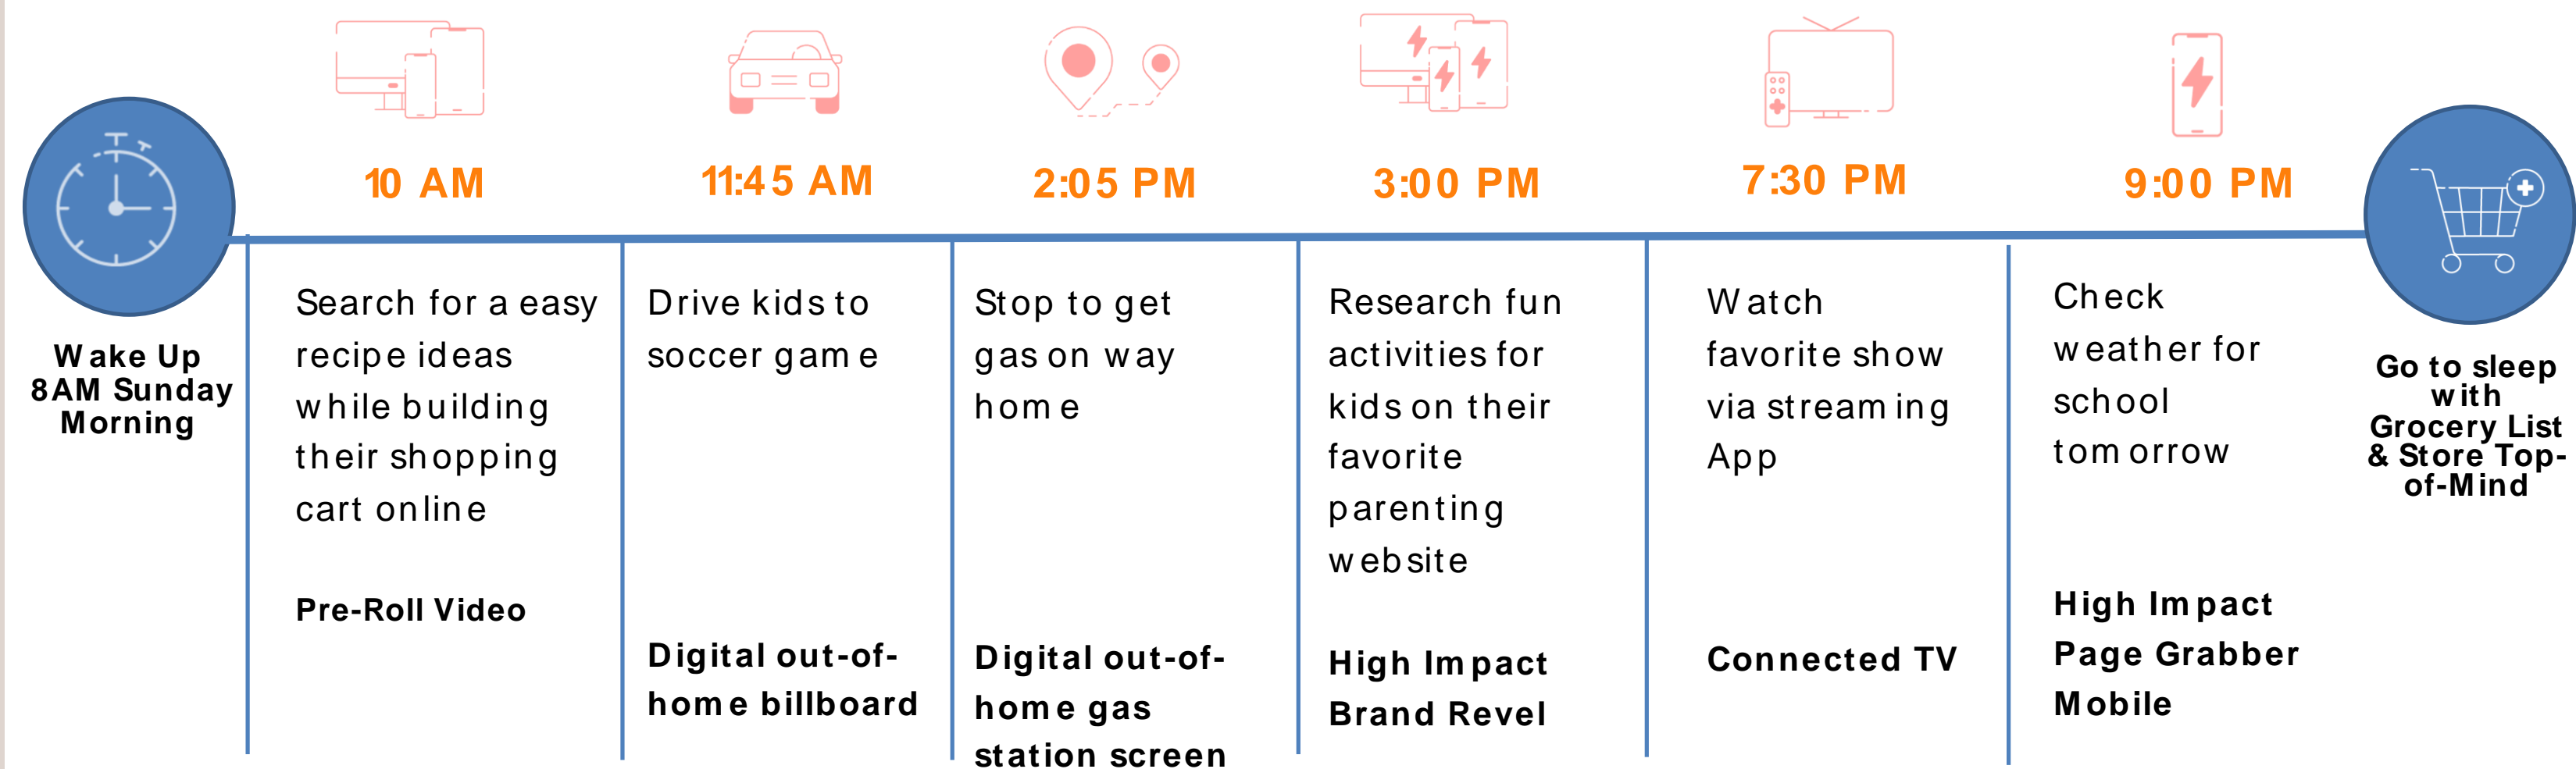 Wake Up
8AM Sunday
Morning
10 AM
Search for a easy
recipe ideas
while building
their shopping
cart online
Pre-Roll Video
11:45 AM
Drive kids to
soccer game
Digital out-of-
home billboard
2:05 PM
Stop to get
gas on way
home
Digital out-of-
home gas
station screen
3:00 PM
Research fun
activities for
kids on their
favorite
parenting
website
High Impact
Brand Revel
7:30 PM
Watch
favorite show
via streaming
App
Connected TV
9:00 PM
Check
weather for
school
tomorrow
High Impact
Page Grabber
Mobile
Go to sleep
with
Grocery List
& Store Top-
of-Mind